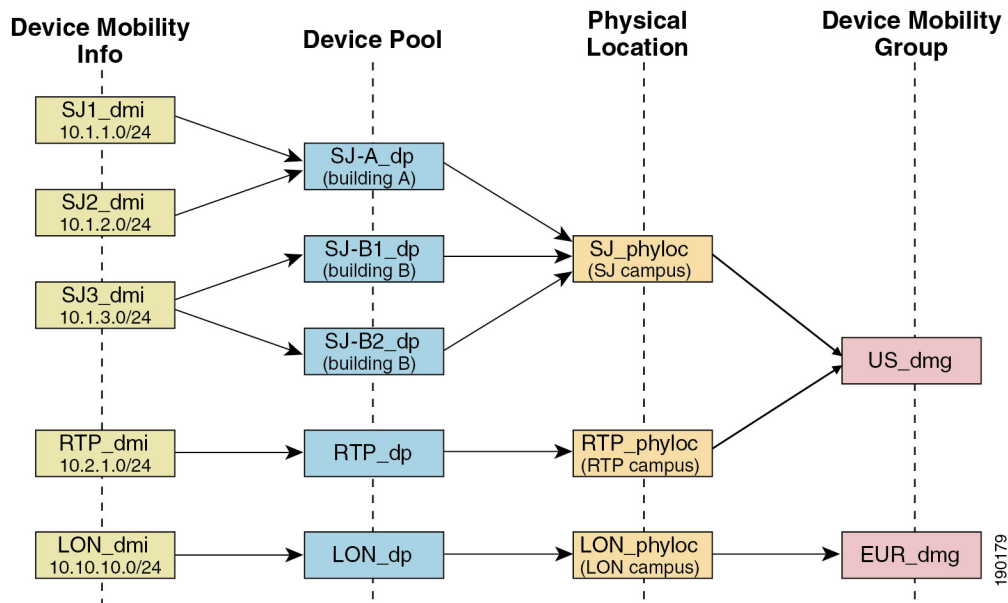 Device Mobility
Info
Device Pool
Physical
Location
Device Mobility
Group
SJ1_dmi
10.1.1.0/24
SJ2_dmi
10.1.2.0/24
SJ3_dmi
10.1.3.0/24
RTP_dmi
10.2.1.0/24
LON_dmi
10.10.10.0/24
SJ-A_dp
(building A)
SJ-B1_dp
(building B)
SJ-B2_dp
(building B)
RTP_dp
LON_dp
SJ_phyloc
(SJ campus)
RTP_phyloc
(RTP campus)
LON_phyloc
(LON campus)
US_dmg
EUR_dmg
190179